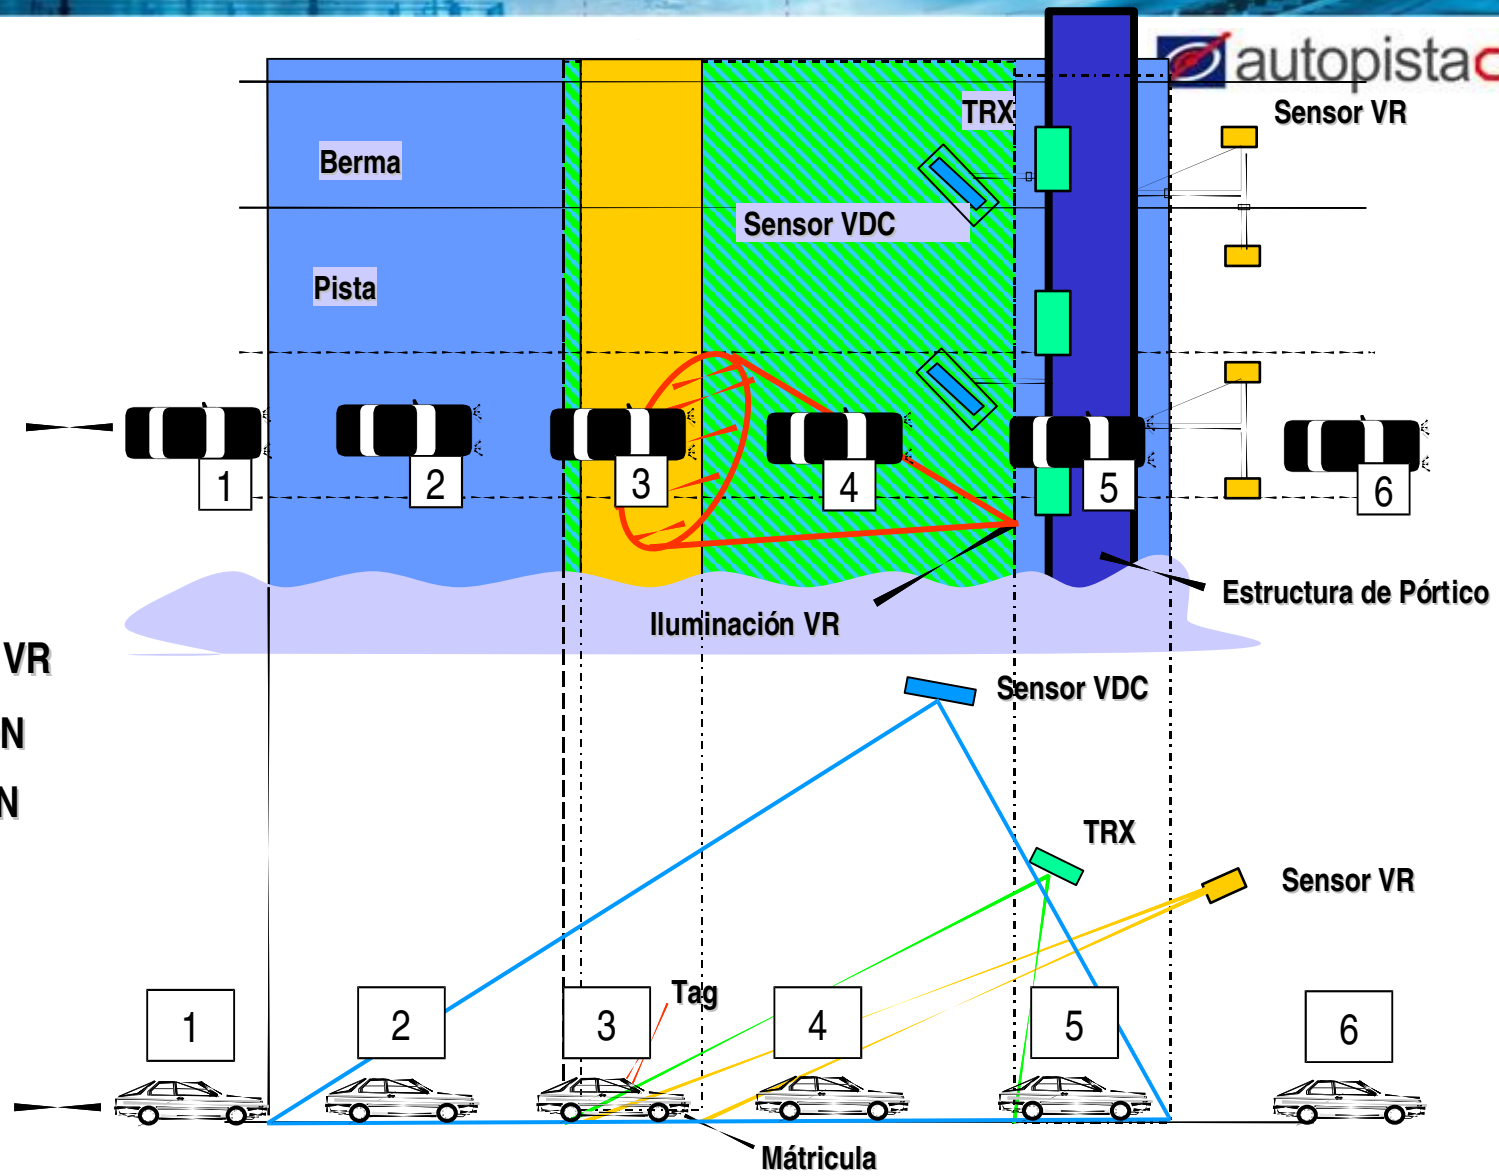 autopista
TRX
Sensor VR
Berma
Sensor VDC
Pista
1
2
3
4
5
6
Estructura de Pórtico
Iluminación VR
VR
Sensor VDC
N
N
TRX
Sensor VR
Tag
1
2
3
4
5
6
Mátricula